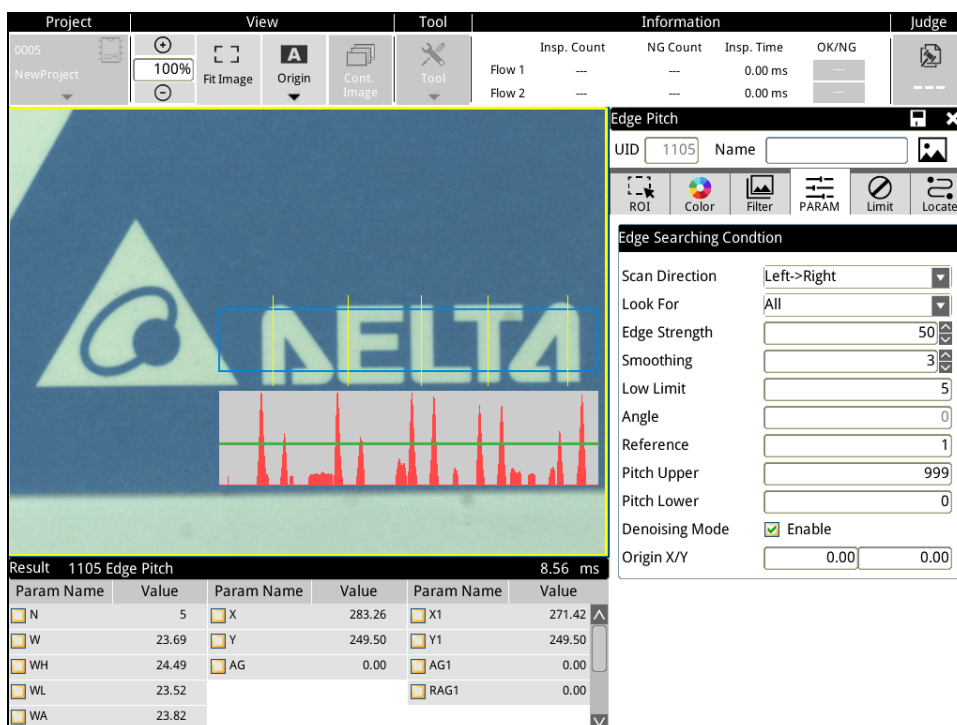 Project View Tool Information Judge
0005
NewProject
100%
Fit Image
A
Origin
Cont.
Image
Tool
Insp. Count NG Count Insp. Time OK/NG
Flow 1 --- --- 0.00 ms ---
Flow 2 --- --- 0.00 ms ---
---
DELTA
Edge Pitch
UID 1105 Name
ROI Color Filter PARAM Limit Locate
Edge Searching Condtion
Scan Direction Left->Right
Look For All
Edge Strength 50
Smoothing 3
Low Limit 5
Angle 0
Reference 1
Pitch Upper 999
Pitch Lower 0
Denoising Mode Enable
Origin X/Y 0.00 0.00
Result 1105 Edge Pitch 8.56 ms
Param Name Value Param Name Value Param Name Value
N 5 X 283.26 X1 271.42
W 23.69 Y 249.50 Y1 249.50
WH 24.49 AG 0.00 AG1 0.00
WL 23.52 RAG1 0.00
WA 23.82